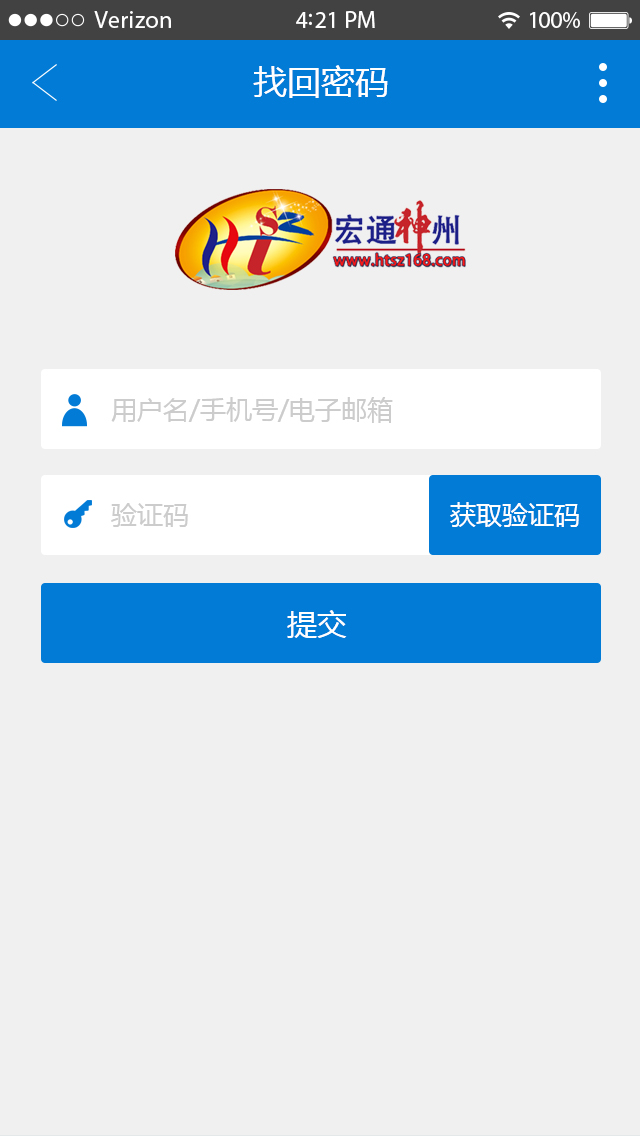 Verizon 4:21 PM 100%
找回密码
HTSZ 宏通神州
www.htsz168.com
用户名/手机号/电子邮箱
验证码 获取验证码
提交